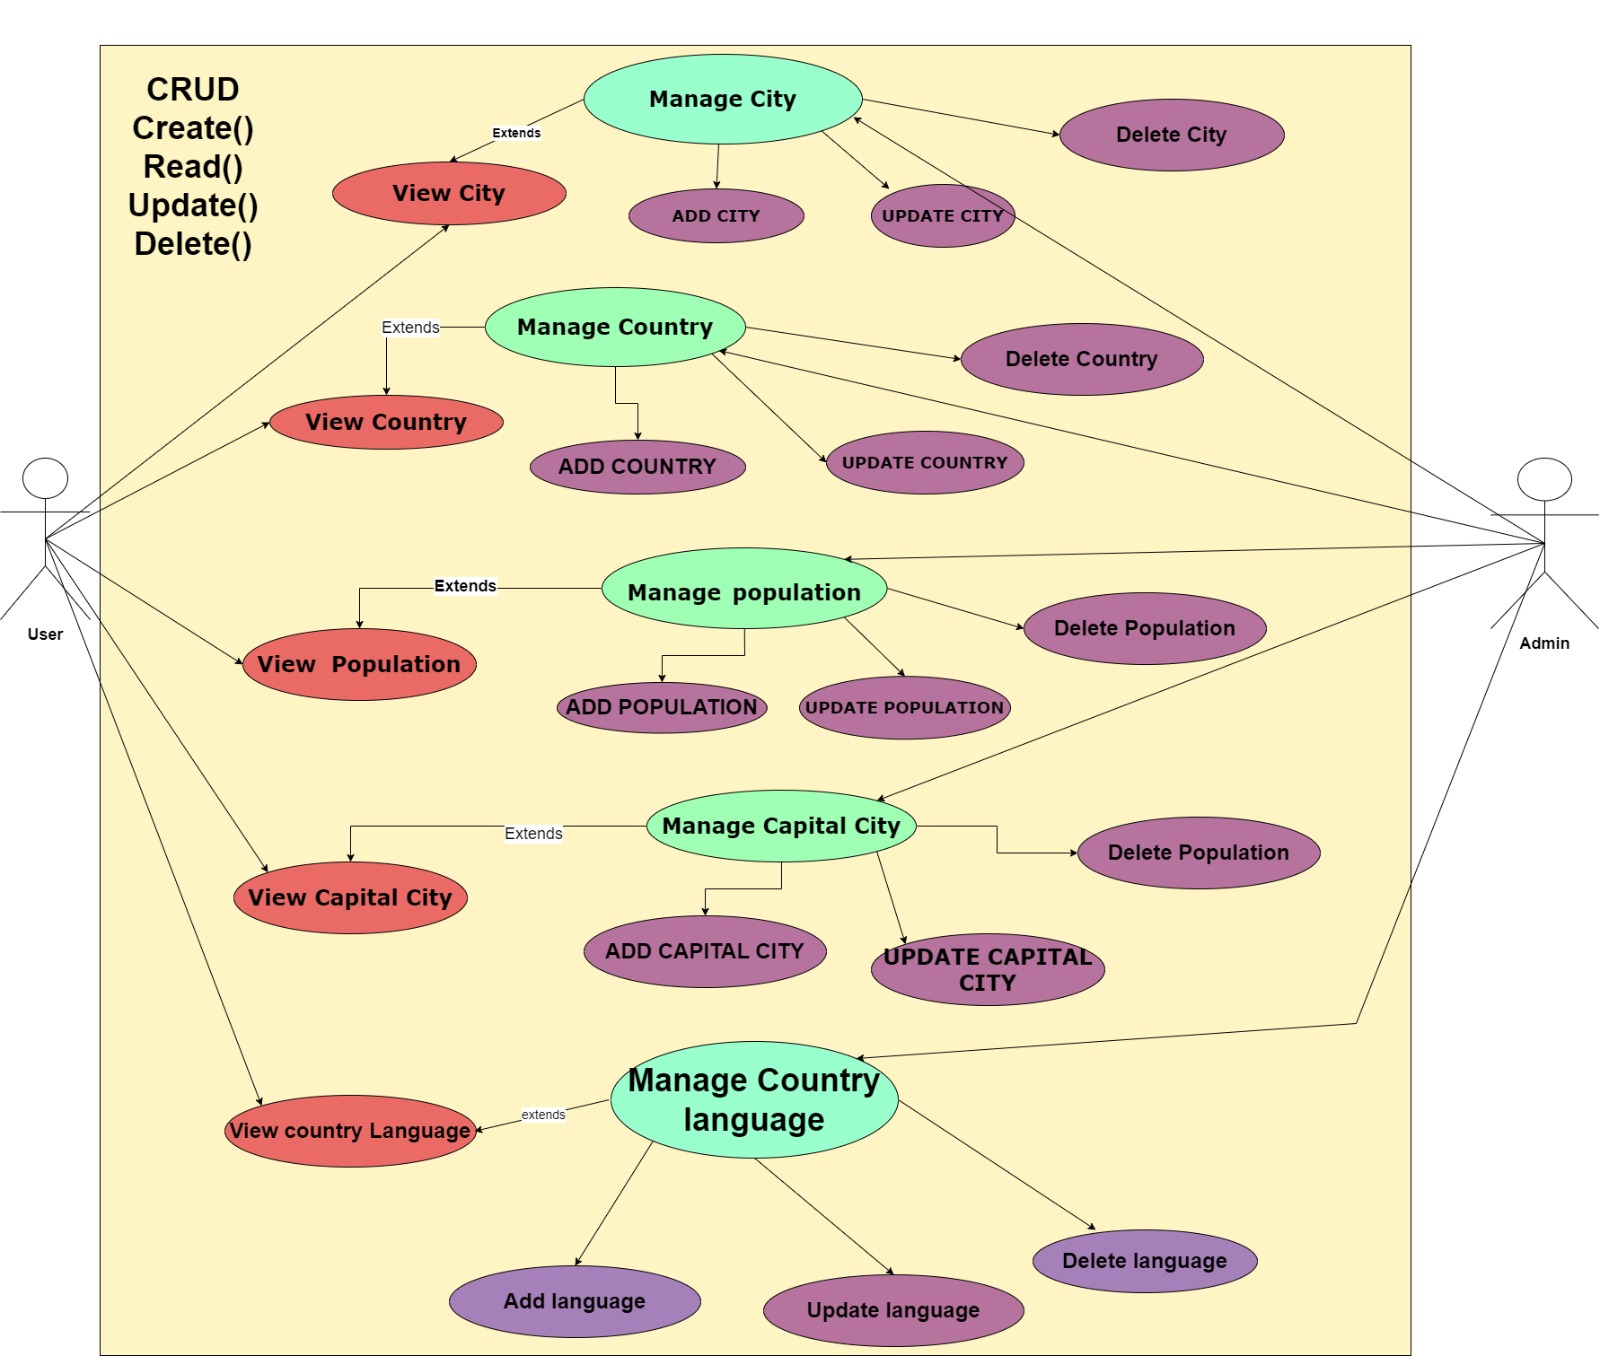 CRUD
Create()
Read()
Update()
Delete()
Manage City
Extends
Delete City
View City
ADD CITY
UPDATE CITY
Extends
Manage Country
Delete Country
View Country
ADD COUNTRY
UPDATE COUNTRY
Extends
Manage population
Delete Population
User
Admin
View Population
ADD POPULATION
UPDATE POPULATION
Extends
Manage Capital City
Delete Population
View Capital City
ADD CAPITAL CITY
UPDATE CAPITAL
CITY
Manage Country
language
extends
View country Language
Add language
Update language
Delete language